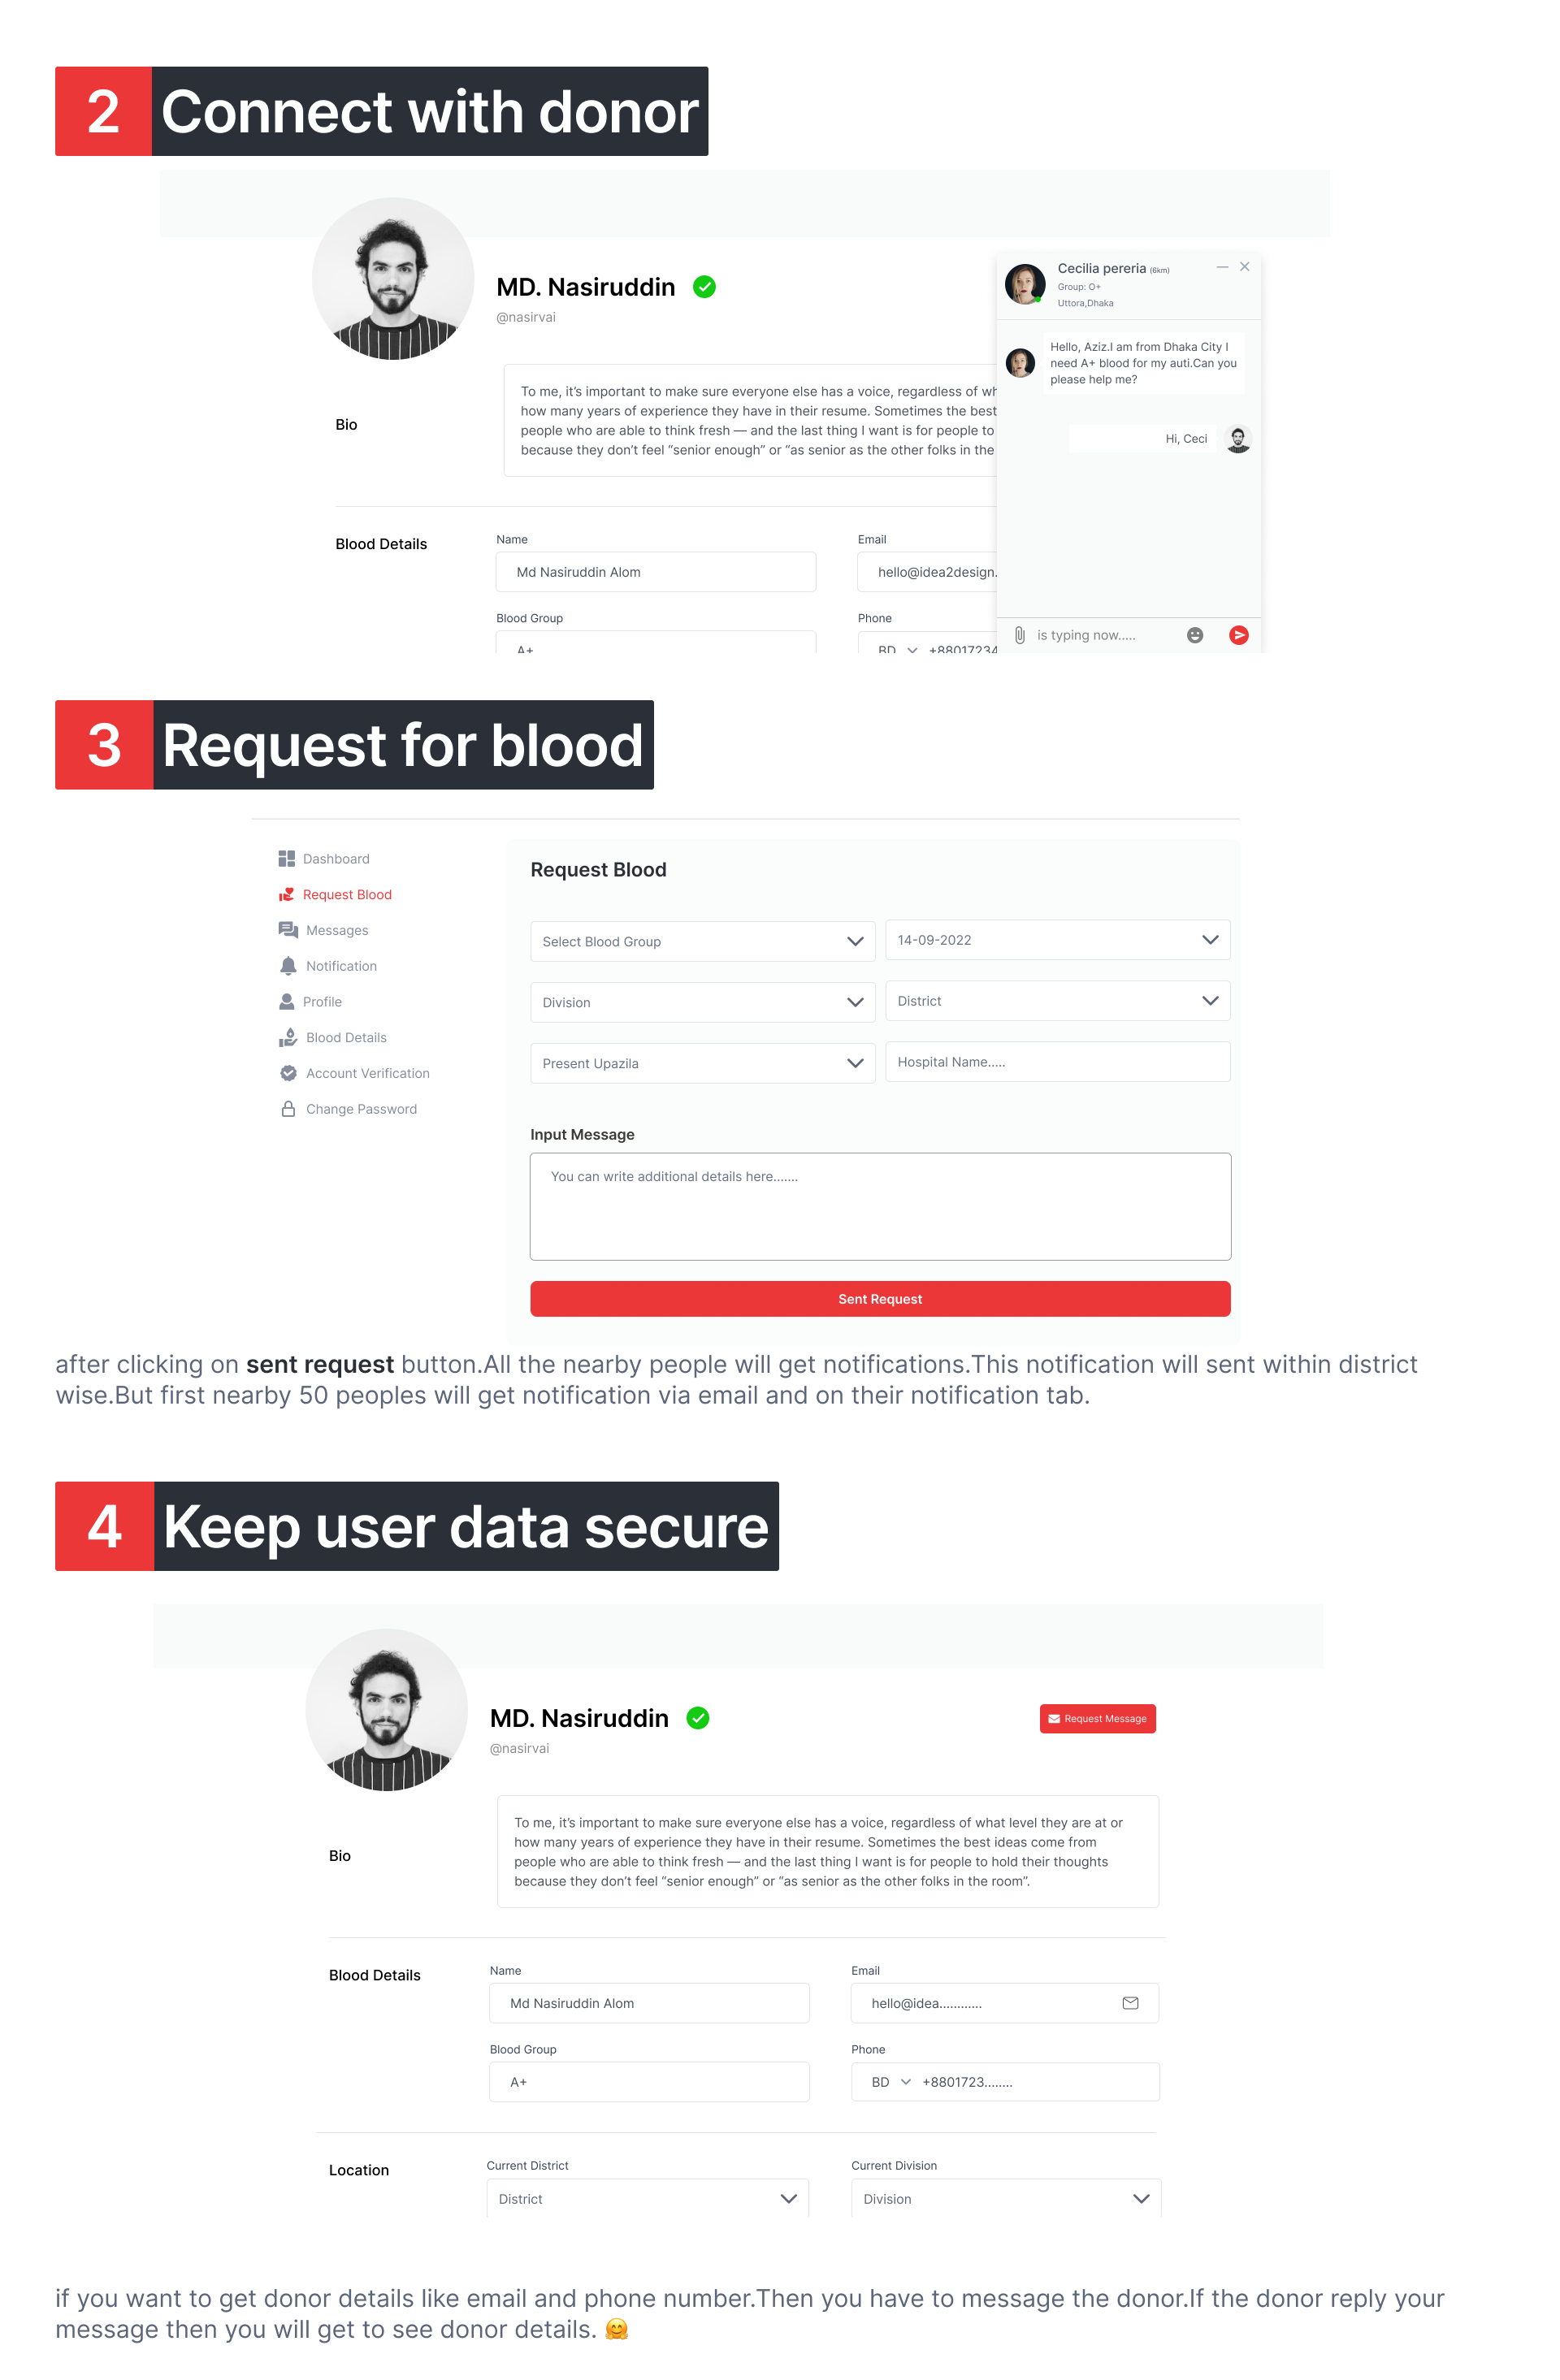 2 Connect with donor
MD. Nasiruddin
@nasirvai
Bio
To me, it's important to make sure everyone else has a voice, regardless of wh
how many years of experience they have in their resume. Sometimes the best
people who are able to think fresh — and the last thing I want is for people to
because they don't feel “senior enough” or “as senior as the other folks in the
Blood Details
Name
Md Nasiruddin Alom
Email
hello@idea2design.
Blood Group
A+
Phone
BD +88017234
Cecilia pereria (6km)
Group: O+
Uttora,Dhaka
Hello, Aziz.I am from Dhaka City I
need A+ blood for my auti.Can you
please help me?
Hi, Ceci
is typing now.....
3 Request for blood
Dashboard
Request Blood
Messages
Notification
Profile
Blood Details
Account Verification
Change Password
Request Blood
Select Blood Group
14-09-2022
Division
District
Present Upazila
Hospital Name.....
Input Message
You can write additional details here.......
Sent Request
after clicking on sent request button.All the nearby people will get notifications.This notification will sent within district
wise.But first nearby 50 peoples will get notification via email and on their notification tab.
4 Keep user data secure
MD. Nasiruddin
@nasirvai
Request Message
Bio
To me, it's important to make sure everyone else has a voice, regardless of what level they are at or
how many years of experience they have in their resume. Sometimes the best ideas come from
people who are able to think fresh — and the last thing I want is for people to hold their thoughts
because they don't feel “senior enough” or “as senior as the other folks in the room”.
Blood Details
Name
Md Nasiruddin Alom
Email
hello@idea............
Blood Group
A+
Phone
BD +8801723........
Location
Current District
District
Current Division
Division
if you want to get donor details like email and phone number.Then you have to message the donor.If the donor reply your
message then you will get to see donor details. 🤗